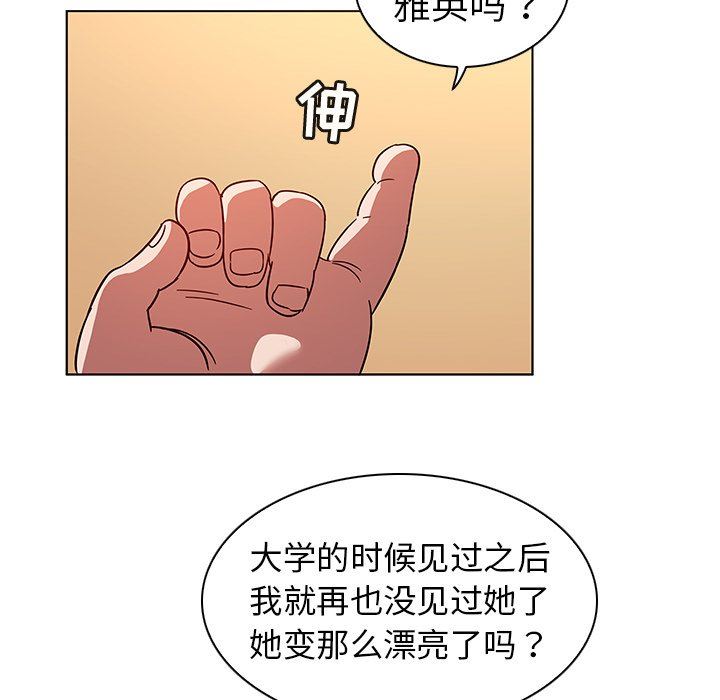 雅英吗？
伸
大学的时候见过之后
我就再也没见过她了
她变那么漂亮了吗？